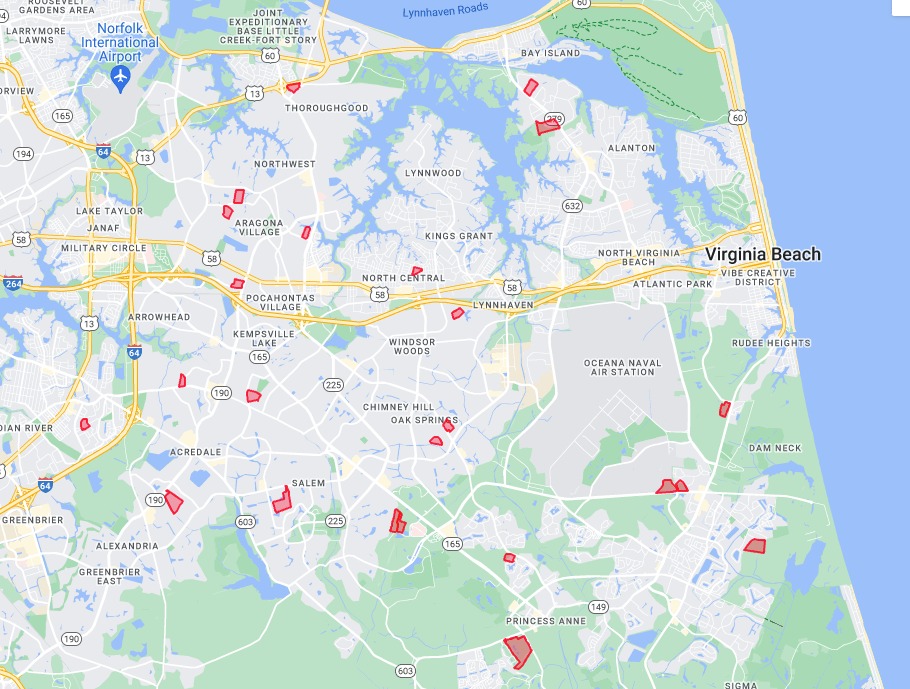 ROOSEVELT
GARDENS AREA
LARRYMORE
LAWNS
Norfolk
International
Airport
JOINT
EXPEDITIONARY
BASE LITTLE
CREEK-FORT STORY
Lynnhaven Roads
60
BAY ISLAND
60
13
60
165
THOROUGHGOOD
279
194
64
13
NORTHWEST
ALANTON
LYNNWOOD
LAKE TAYLOR
JANAF
MILITARY CIRCLE
58
ARAGONA
VILLAGE
632
KINGS GRANT
58
NORTH VIRGINIA
BEACH
Virginia Beach
VIBE CREATIVE
DISTRICT
ATLANTIC PARK
264
POCAHONTAS
VILLAGE
NORTH CENTRAL
58
58
LYNNHAVEN
13
ARROWHEAD
64
KEMPSVILLE
LAKE
165
WINDSOR
WOODS
RUDEE HEIGHTS
OCEANA NAVAL
AIR STATION
190
225
CHIMNEY HILL
OAK SPRINGS
DIAN RIVER
ACREDALE
DAM NECK
64
SALEM
190
603
225
GREENBRIER
165
ALEXANDRIA
GREENBRIER
EAST
149
PRINCESS ANNE
190
603
SIGMA